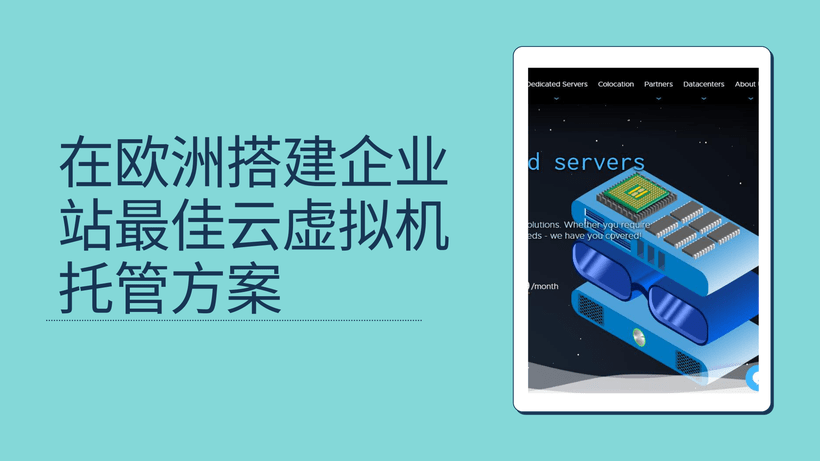 在欧洲搭建企业
站最佳云虚拟机
托管方案
Dedicated Servers Colocation Partners Datacenters About
d servers
olutions. Whether you require
eds - we have you covered!
/month